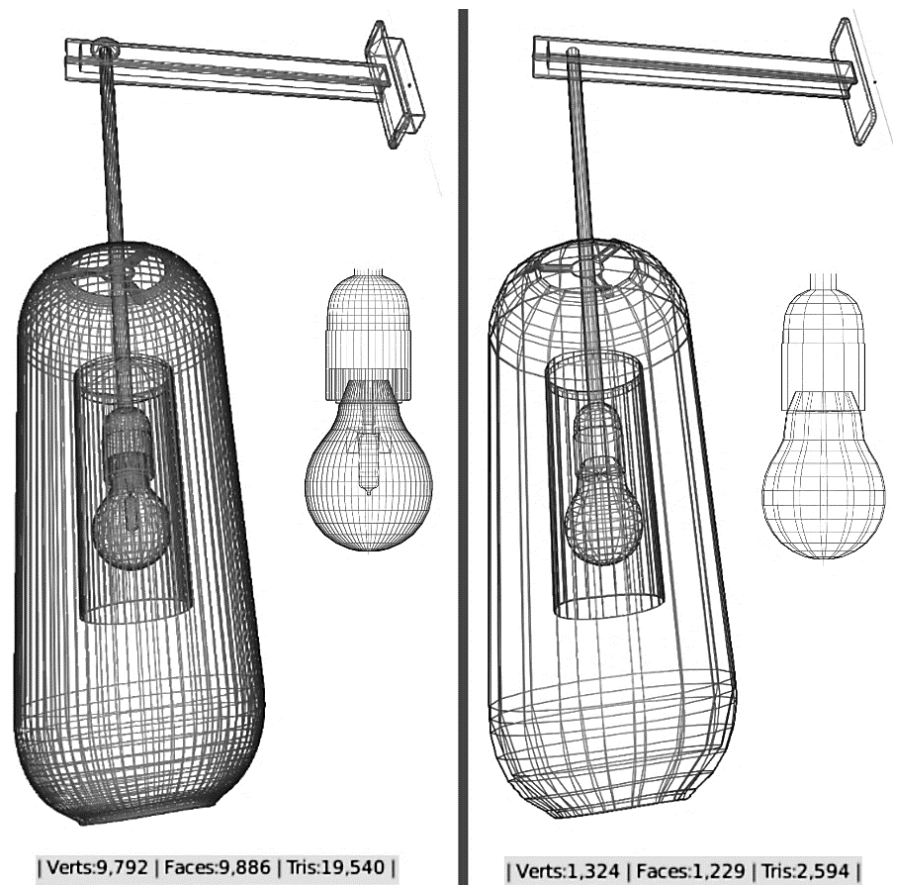 | Verts:9,792 | Faces:9,886 | Tris:19,540 |
| Verts:1,324 | Faces:1,229 | Tris:2,594 |